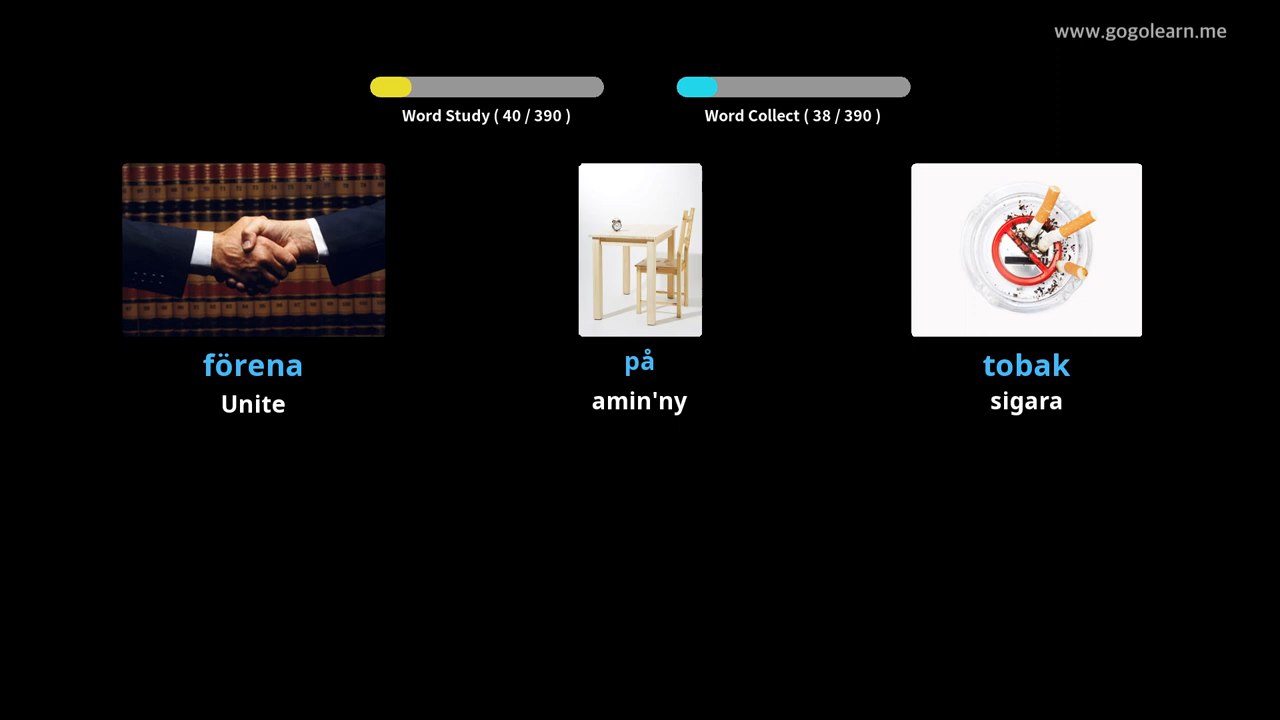 www.gogolearn.me
Word Study ( 40 / 390 )
Word Collect ( 38 / 390 )
förena
Unite
på
amin'ny
tobak
sigara